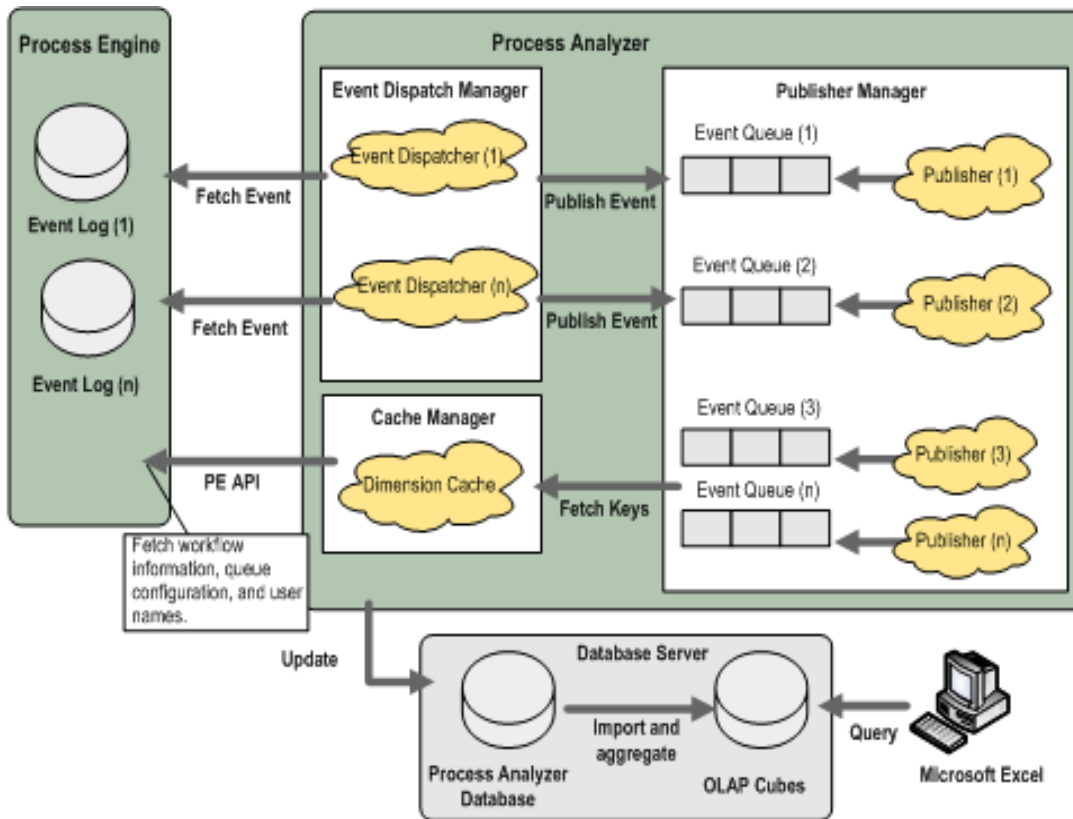 Process Engine
Event Log (1)
Event Log (n)
Process Analyzer
Event Dispatch Manager
Event Dispatcher (1)
Event Dispatcher (n)
Fetch Event
Fetch Event
Publish Event
Publish Event
Publisher Manager
Event Queue (1)
Publisher (1)
Event Queue (2)
Publisher (2)
Event Queue (3)
Publisher (3)
Event Queue (n)
Publisher (n)
Cache Manager
Dimension Cache
PE API
Fetch Keys
Fetch workflow
information, queue
configuration, and user
names.
Update
Database Server
Process Analyzer
Database
Import and
aggregate
OLAP Cubes
Query
Microsoft Excel